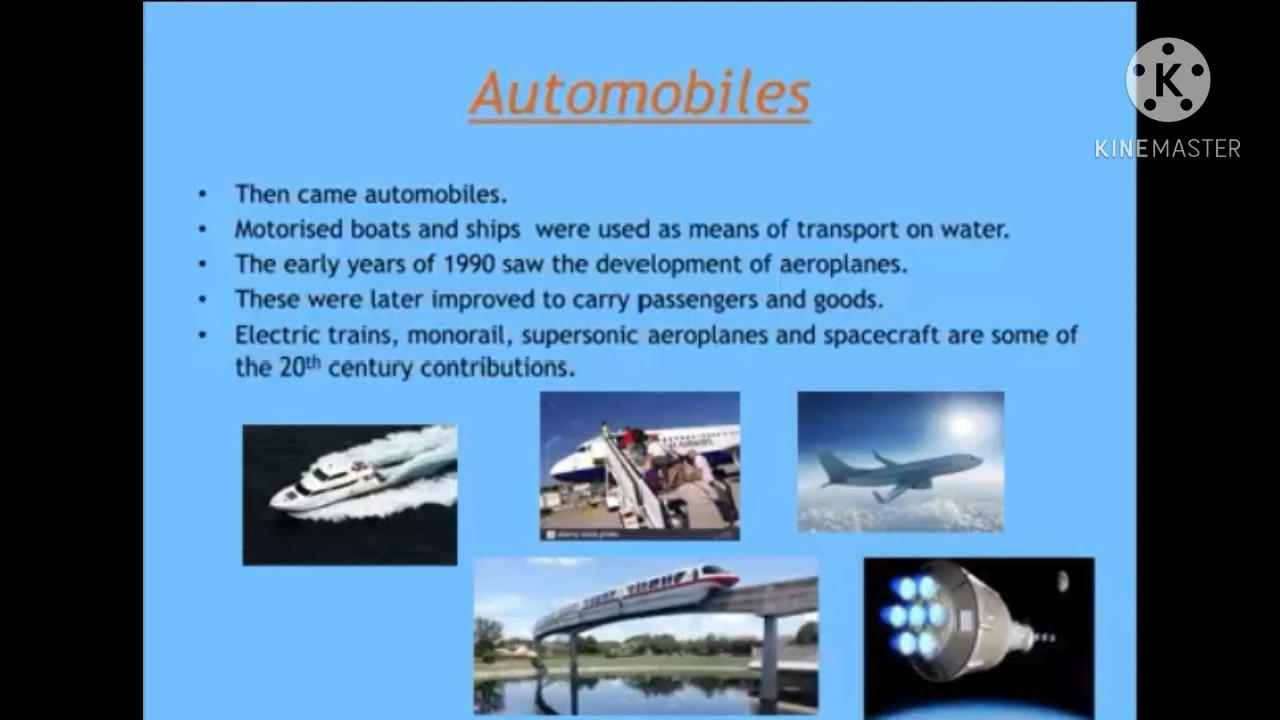 Automobiles
K
KINEMASTER
• Then came automobiles.
• Motorised boats and ships were used as means of transport on water.
• The early years of 1990 saw the development of aeroplanes.
• These were later improved to carry passengers and goods.
• Electric trains, monorail, supersonic aeroplanes and spacecraft are some of
the 20th century contributions.